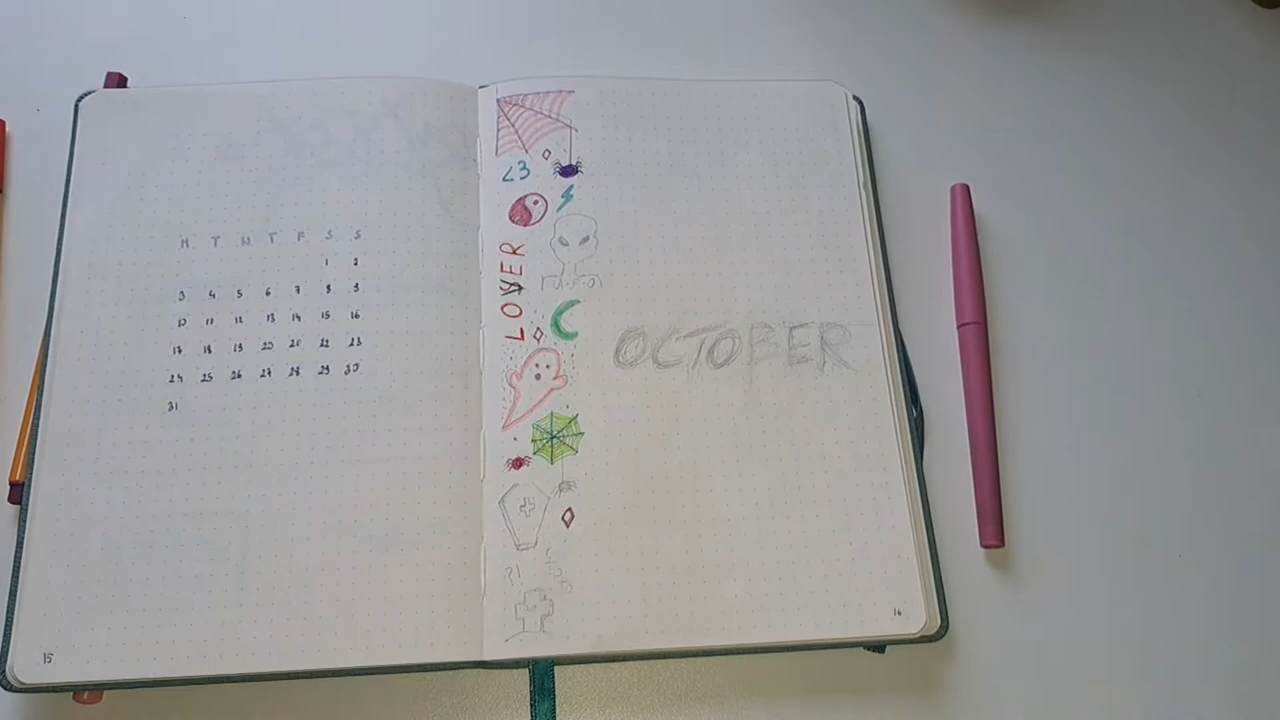 M T W T F S S
1 2
3 4 5 6 7 8 9
10 11 12 13 14 15 16
17 18 19 20 21 22 23
24 25 26 27 28 29 30
31
15
<3
LOVER
U.F.O
OCTOBER
?!
16